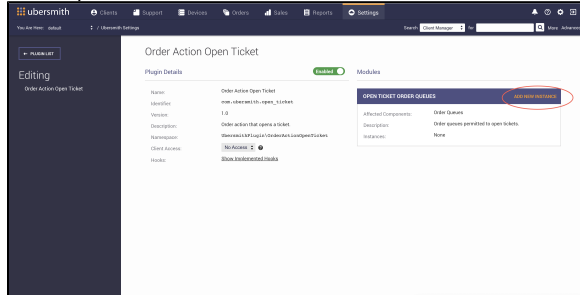 ubersmith
Clients
Support
Devices
Orders
Sales
Reports
Settings
You Are Here: default / Ubersmith Settings
Search Client Manager for
More Advanced
← PLUGIN LIST
Editing
Order Action Open Ticket
Order Action Open Ticket
Plugin Details
Enabled
Name: Order Action Open Ticket
Identifier: com.ubersmith.open_ticket
Version: 1.0
Description: Order action that opens a ticket
Namespace: UbersmithPlugin\OrderActionOpenTicket
Client Access: No Access
Hooks: Show Implemented Hooks
Modules
OPEN TICKET ORDER QUEUES ADD NEW INSTANCE
Affected Components: Order Queues
Description: Order queues permitted to open tickets.
Instances: None